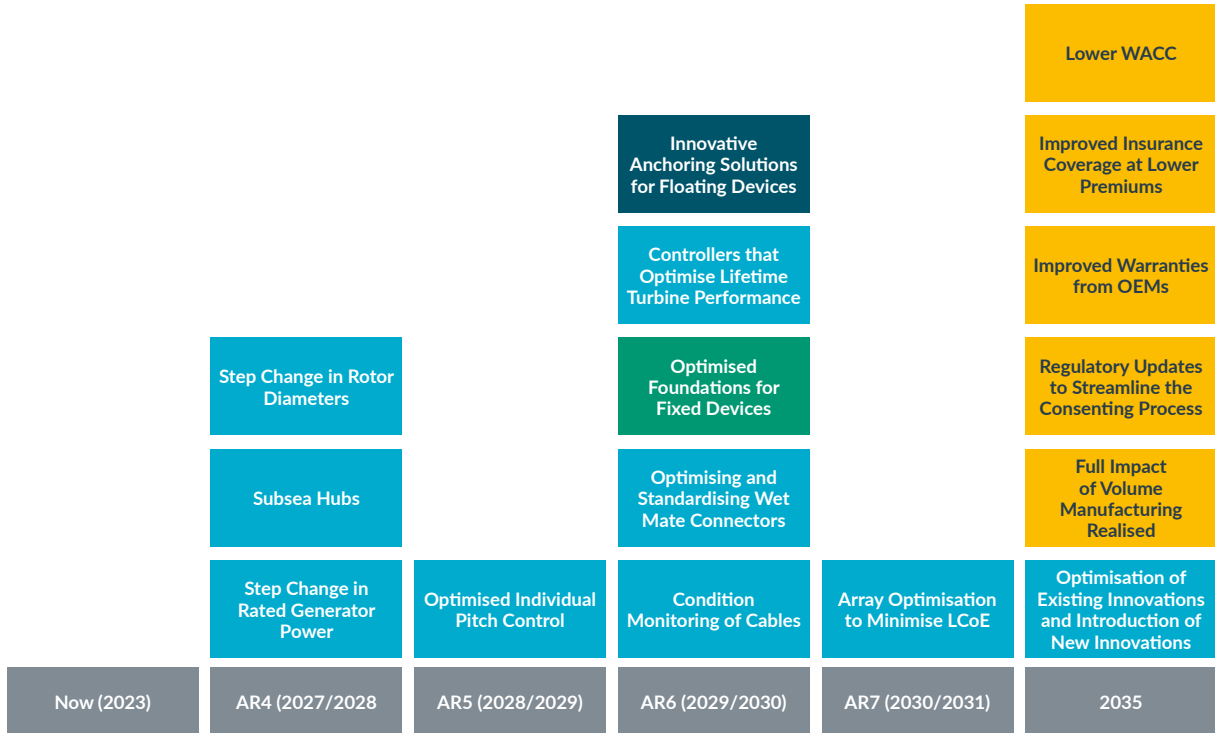 Lower WACC
Innovative
Anchoring Solutions
for Floating Devices
Improved Insurance
Coverage at Lower
Premiums
Controllers that
Optimise Lifetime
Turbine Performance
Improved Warranties
from OEMs
Step Change in Rotor
Diameters
Optimised
Foundations for
Fixed Devices
Regulatory Updates
to Streamline the
Consenting Process
Subsea Hubs
Optimising and
Standardising Wet
Mate Connectors
Full Impact
of Volume
Manufacturing
Realised
Step Change in
Rated Generator
Power
Optimised Individual
Pitch Control
Condition
Monitoring of Cables
Array Optimisation
to Minimise LCoE
Optimisation of
Existing Innovations
and Introduction of
New Innovations
Now (2023)
AR4 (2027/2028
AR5 (2028/2029)
AR6 (2029/2030)
AR7 (2030/2031)
2035